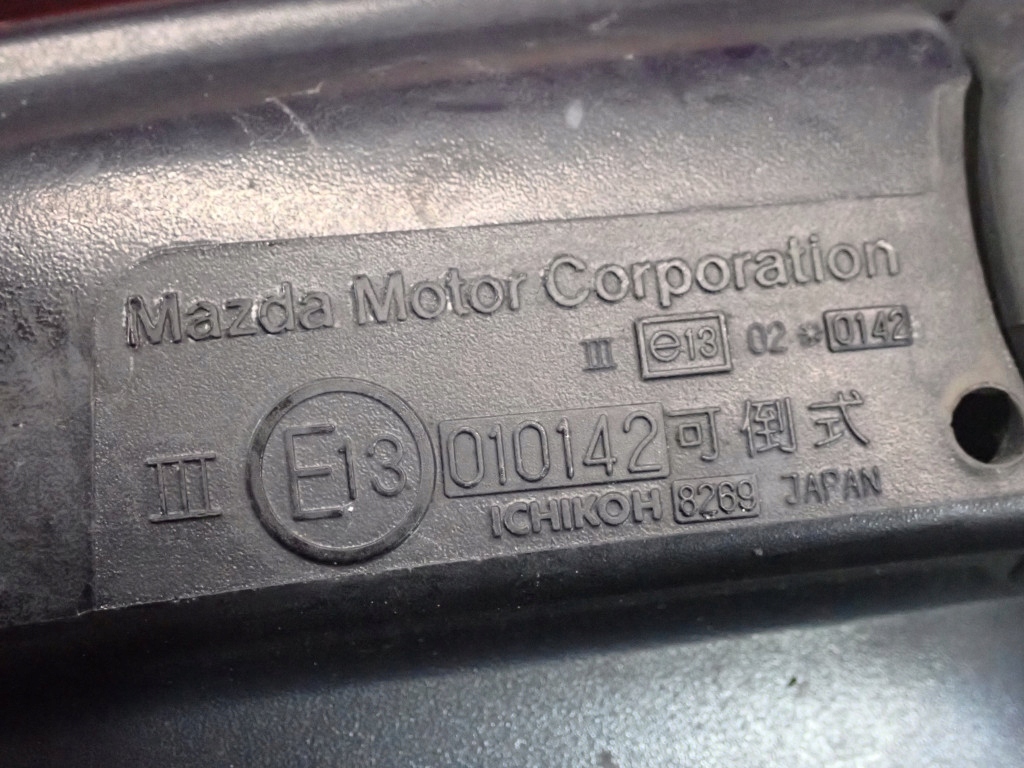 Mazda Motor Corporation
III e13 02 * 0142
III E13 010142 可倒式
ICHIKOH 8269 JAPAN